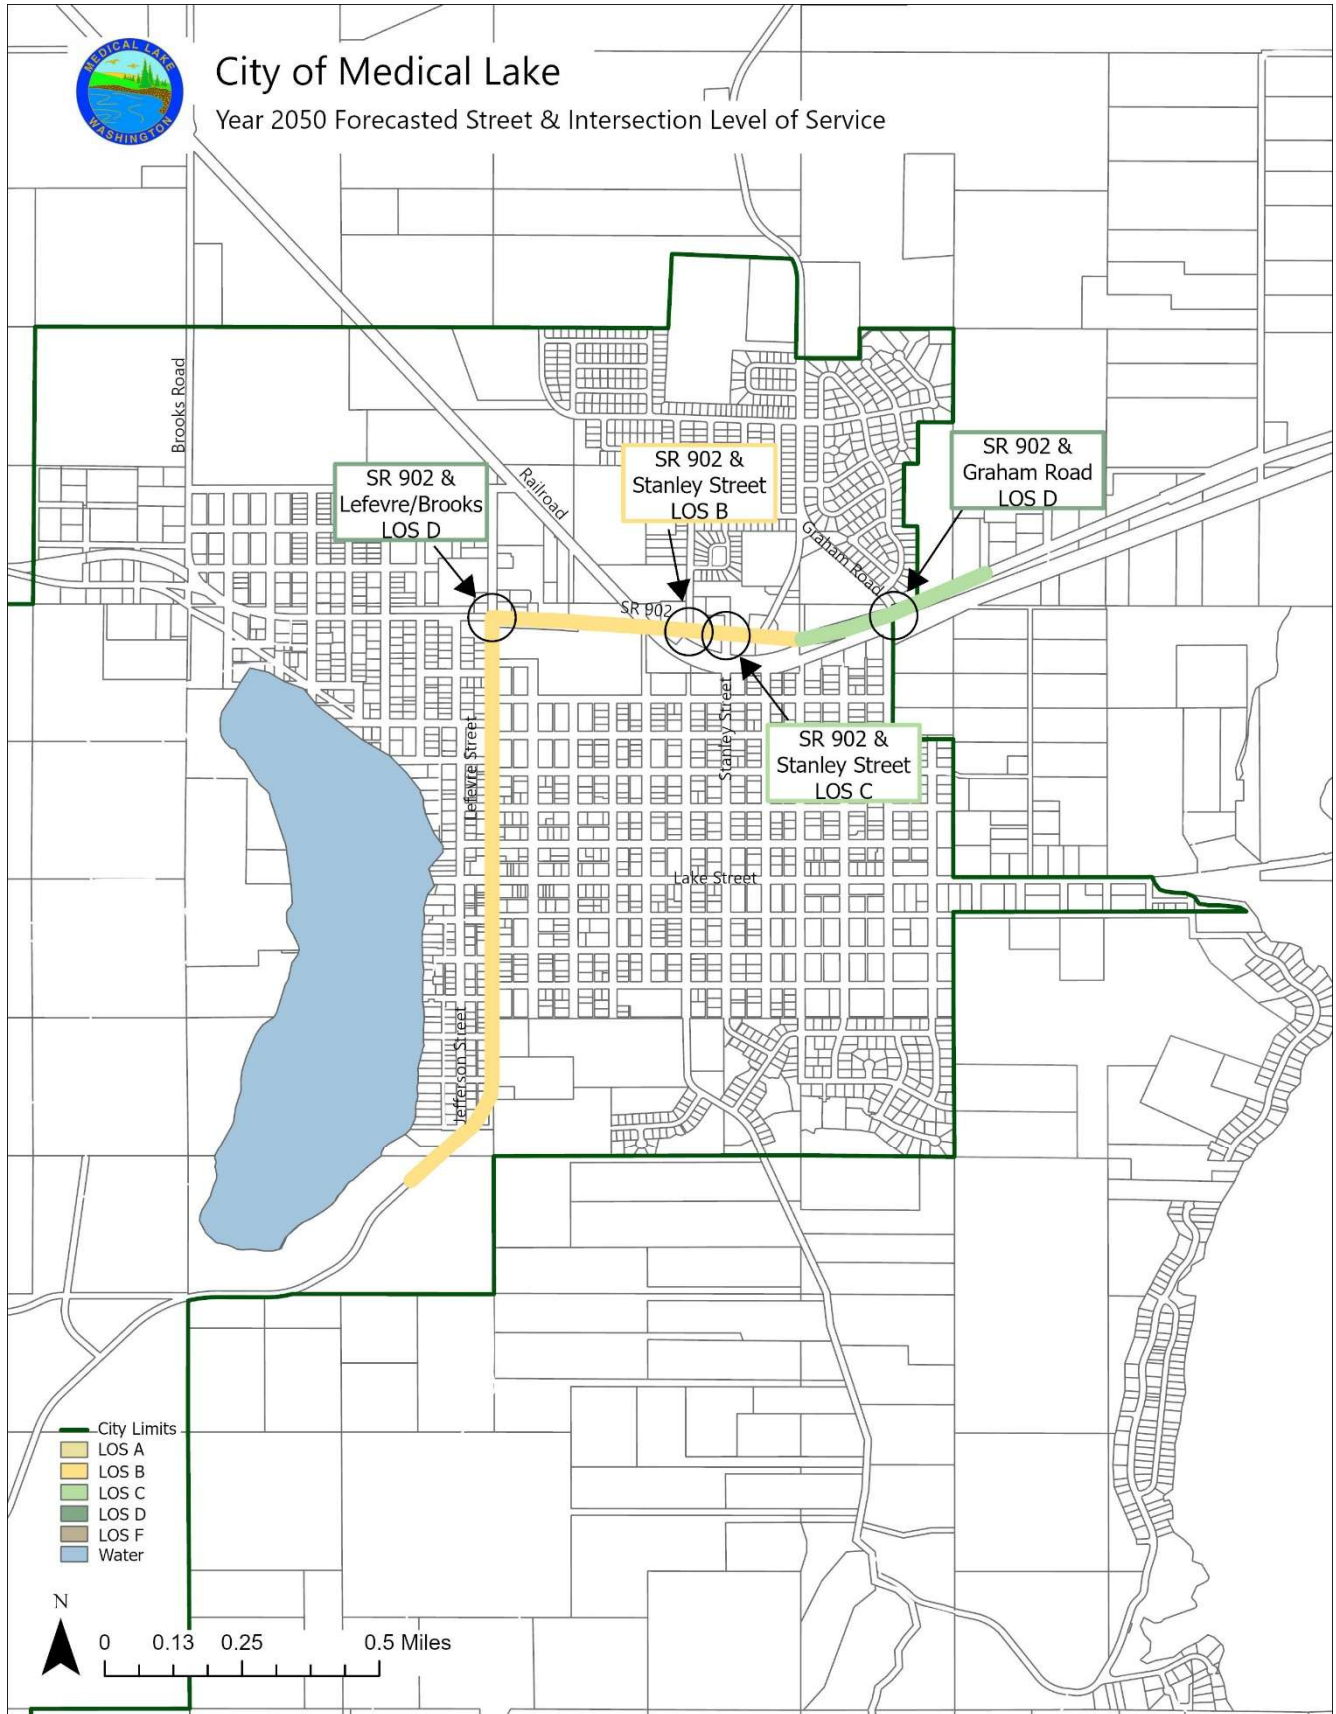 MEDICAL LAKE
WASHINGTON
City of Medical Lake
Year 2050 Forecasted Street & Intersection Level of Service
Brooks Road
SR 902 &
Lefevre/Brooks
LOS D
Railroad
SR 902 &
Stanley Street
LOS B
SR 902 &
Graham Road
LOS D
Graham Road
SR 902
Stanley Street
SR 902 &
Stanley Street
LOS C
Lefevre Street
Lake Street
Jefferson Street
City Limits
LOS A
LOS B
LOS C
LOS D
LOS F
Water
N
0 0.13 0.25 0.5 Miles